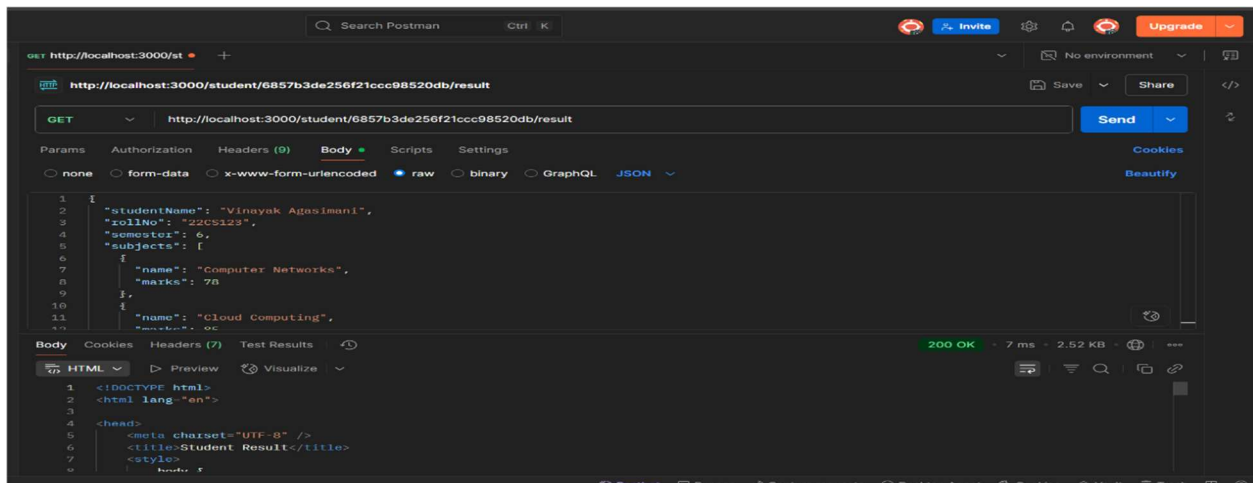 Search Postman Ctrl K Invite Upgrade
GET http://localhost:3000/st + No environment
HTTP http://localhost:3000/student/6857b3de256f21ccc98520db/result Save Share </>
GET http://localhost:3000/student/6857b3de256f21ccc98520db/result Send
Params Authorization Headers (9) Body Scripts Settings Cookies
none form-data x-www-form-urlencoded raw binary GraphQL JSON Beautify
1 {
2 "studentName": "Vinayak Agasimani",
3 "rollNo": "22CS123",
4 "semester": 6,
5 "subjects": [
6 {
7 "name": "Computer Networks",
8 "marks": 78
9 },
10 {
11 "name": "Cloud Computing",
Body Cookies Headers (7) Test Results 200 OK 7 ms 2.52 KB
HTML Preview Visualize
1 <!DOCTYPE html>
2 <html lang="en">
3
4 <head>
5 <meta charset="UTF-8" />
6 <title>Student Result</title>
7 <style>
body {